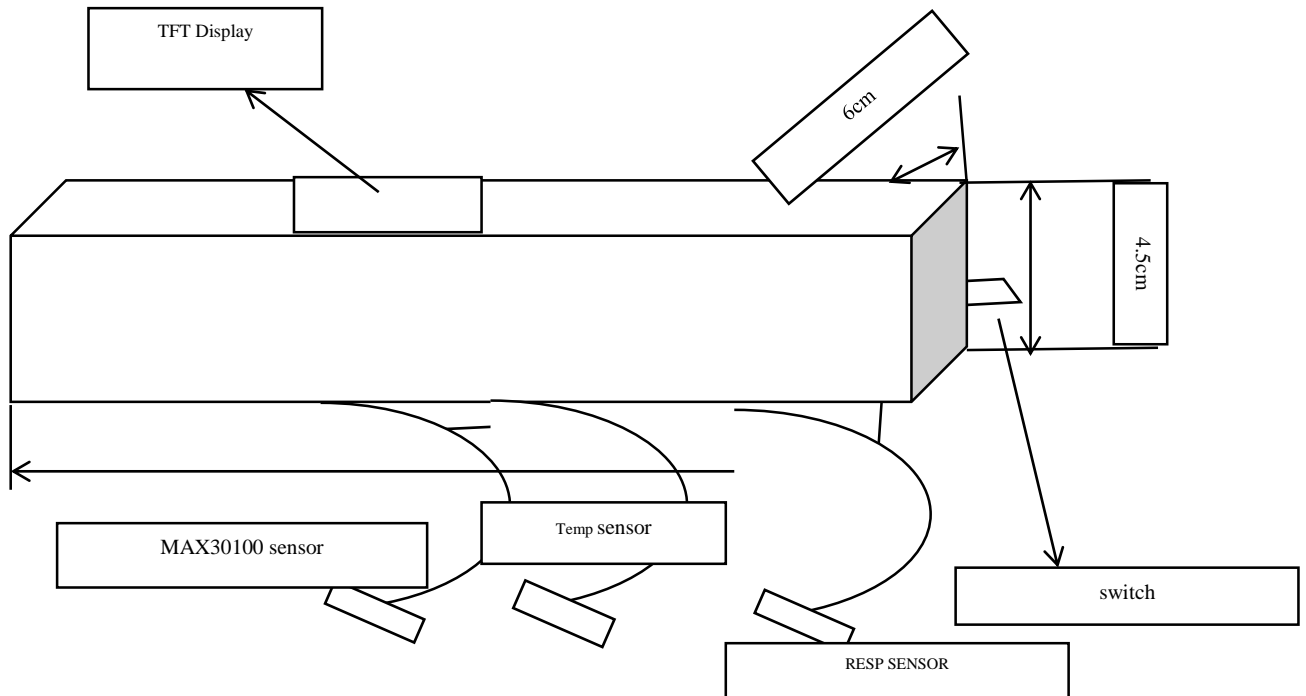 TFT Display
6cm
4.5cm
Temp sensor
MAX30100 sensor
switch
RESP SENSOR